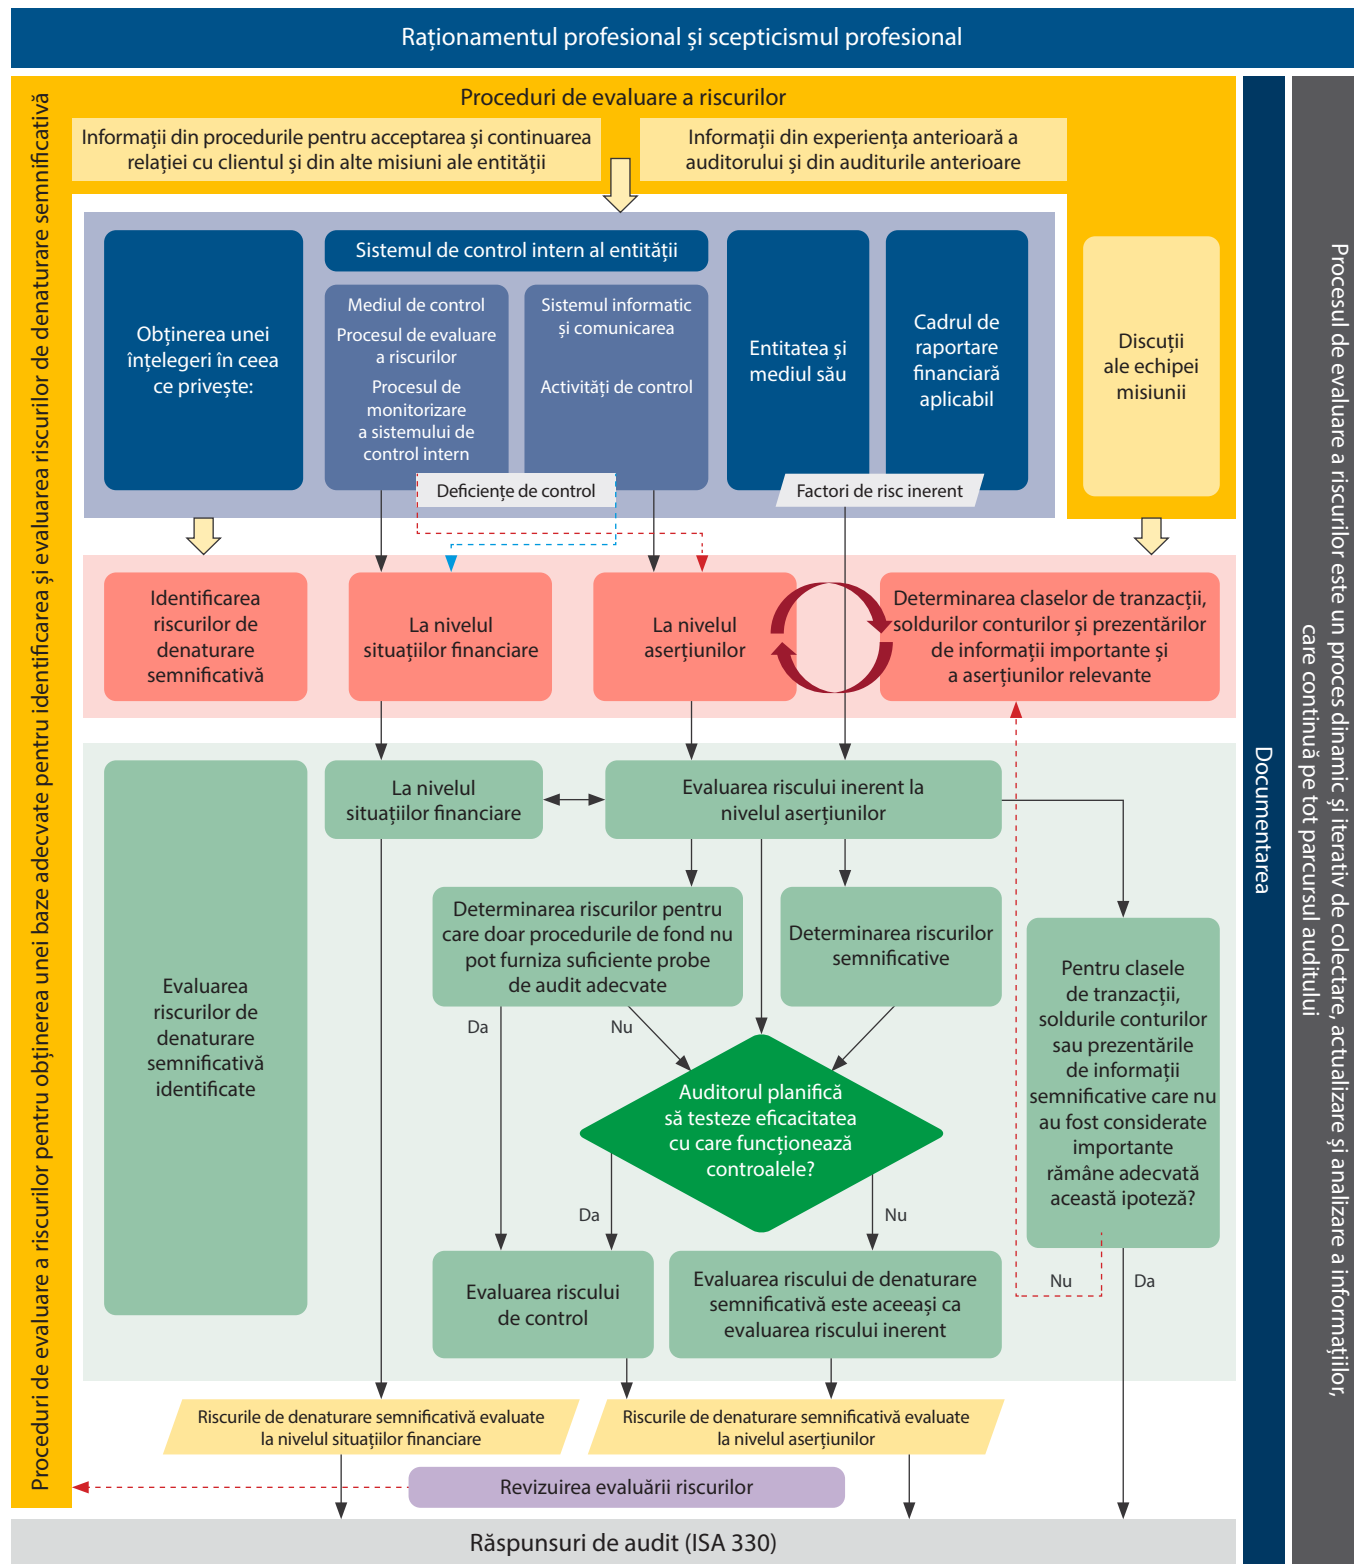 Raționamentul profesional și scepticismul profesional
Proceduri de evaluare a riscurilor pentru obținerea unei baze adecvate pentru identificarea și evaluarea riscurilor de denaturare semnificativă
Proceduri de evaluare a riscurilor
Informații din procedurile pentru acceptarea și continuarea
relației cu clientul și din alte misiuni ale entității
Informații din experiența anterioară a
auditorului și din auditurile anterioare
Obținerea unei
înțelegeri în ceea
ce privește:
Sistemul de control intern al entității
Mediul de control
Procesul de evaluare
a riscurilor
Procesul de
monitorizare
a sistemului de
control intern
Sistemul informatic
și comunicarea
Activități de control
Deficiențe de control
Entitatea și
mediul său
Cadrul de
raportare
financiară
aplicabil
Factori de risc inerent
Discuții
ale echipei
misiunii
Identificarea
riscurilor de
denaturare
semnificativă
La nivelul
situațiilor financiare
La nivelul
aserțiunilor
Determinarea claselor de tranzacții,
soldurilor conturilor și prezentărilor
de informații importante și
a aserțiunilor relevante
Evaluarea
riscurilor de
denaturare
semnificativă
identificate
La nivelul
situațiilor financiare
Evaluarea riscului inerent la
nivelul aserțiunilor
Determinarea riscurilor pentru
care doar procedurile de fond nu
pot furniza suficiente probe
de audit adecvate
Determinarea riscurilor
semnificative
Pentru clasele
de tranzacții,
soldurile conturilor
sau prezentările
de informații
semnificative care nu
au fost considerate
importante
rămâne adecvată
această ipoteză?
Da
Nu
Auditorul planifică
să testeze eficacitatea
cu care funcționează
controalele?
Da
Nu
Nu
Da
Evaluarea riscului
de control
Evaluarea riscului de denaturare
semnificativă este aceeași ca
evaluarea riscului inerent
Riscurile de denaturare semnificativă evaluate
la nivelul situațiilor financiare
Riscurile de denaturare semnificativă evaluate
la nivelul aserțiunilor
Revizuirea evaluării riscurilor
Răspunsuri de audit (ISA 330)
Documentarea
Procesul de evaluare a riscurilor este un proces dinamic și iterativ de colectare, actualizare și analizare a informațiilor,
care continuă pe tot parcursul auditului